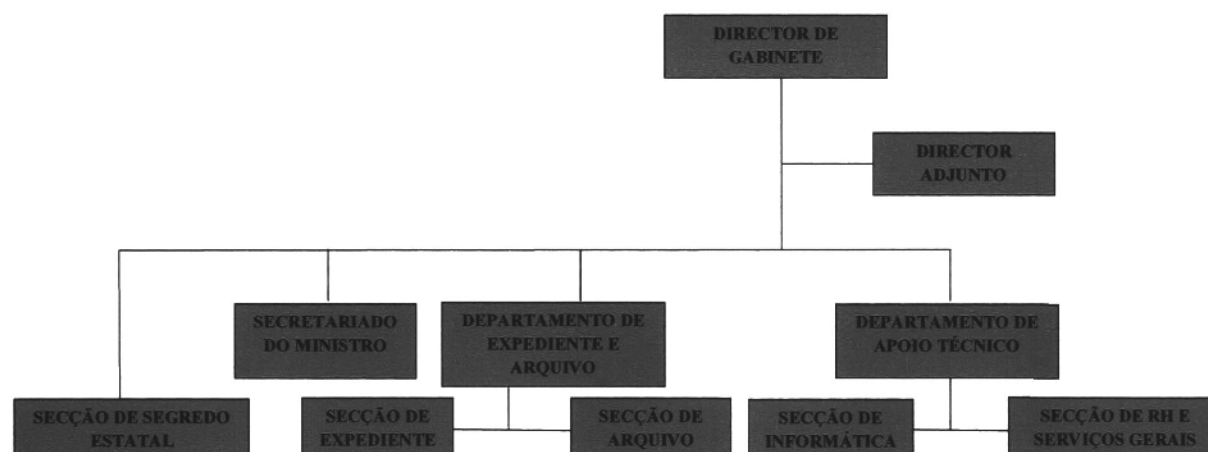 DIRECTOR DE
GABINETE
DIRECTOR
ADJUNTO
SECRETARIADO
DO MINISTRO
DEPARTAMENTO DE
EXPEDIENTE E
ARQUIVO
DEPARTAMENTO DE
APOIO TÉCNICO
SECÇÃO DE SEGREDO
ESTATAL
SECÇÃO DE
EXPEDIENTE
SECÇÃO DE
ARQUIVO
SECÇÃO DE
INFORMÁTICA
SECÇÃO DE RH E
SERVIÇOS GERAIS